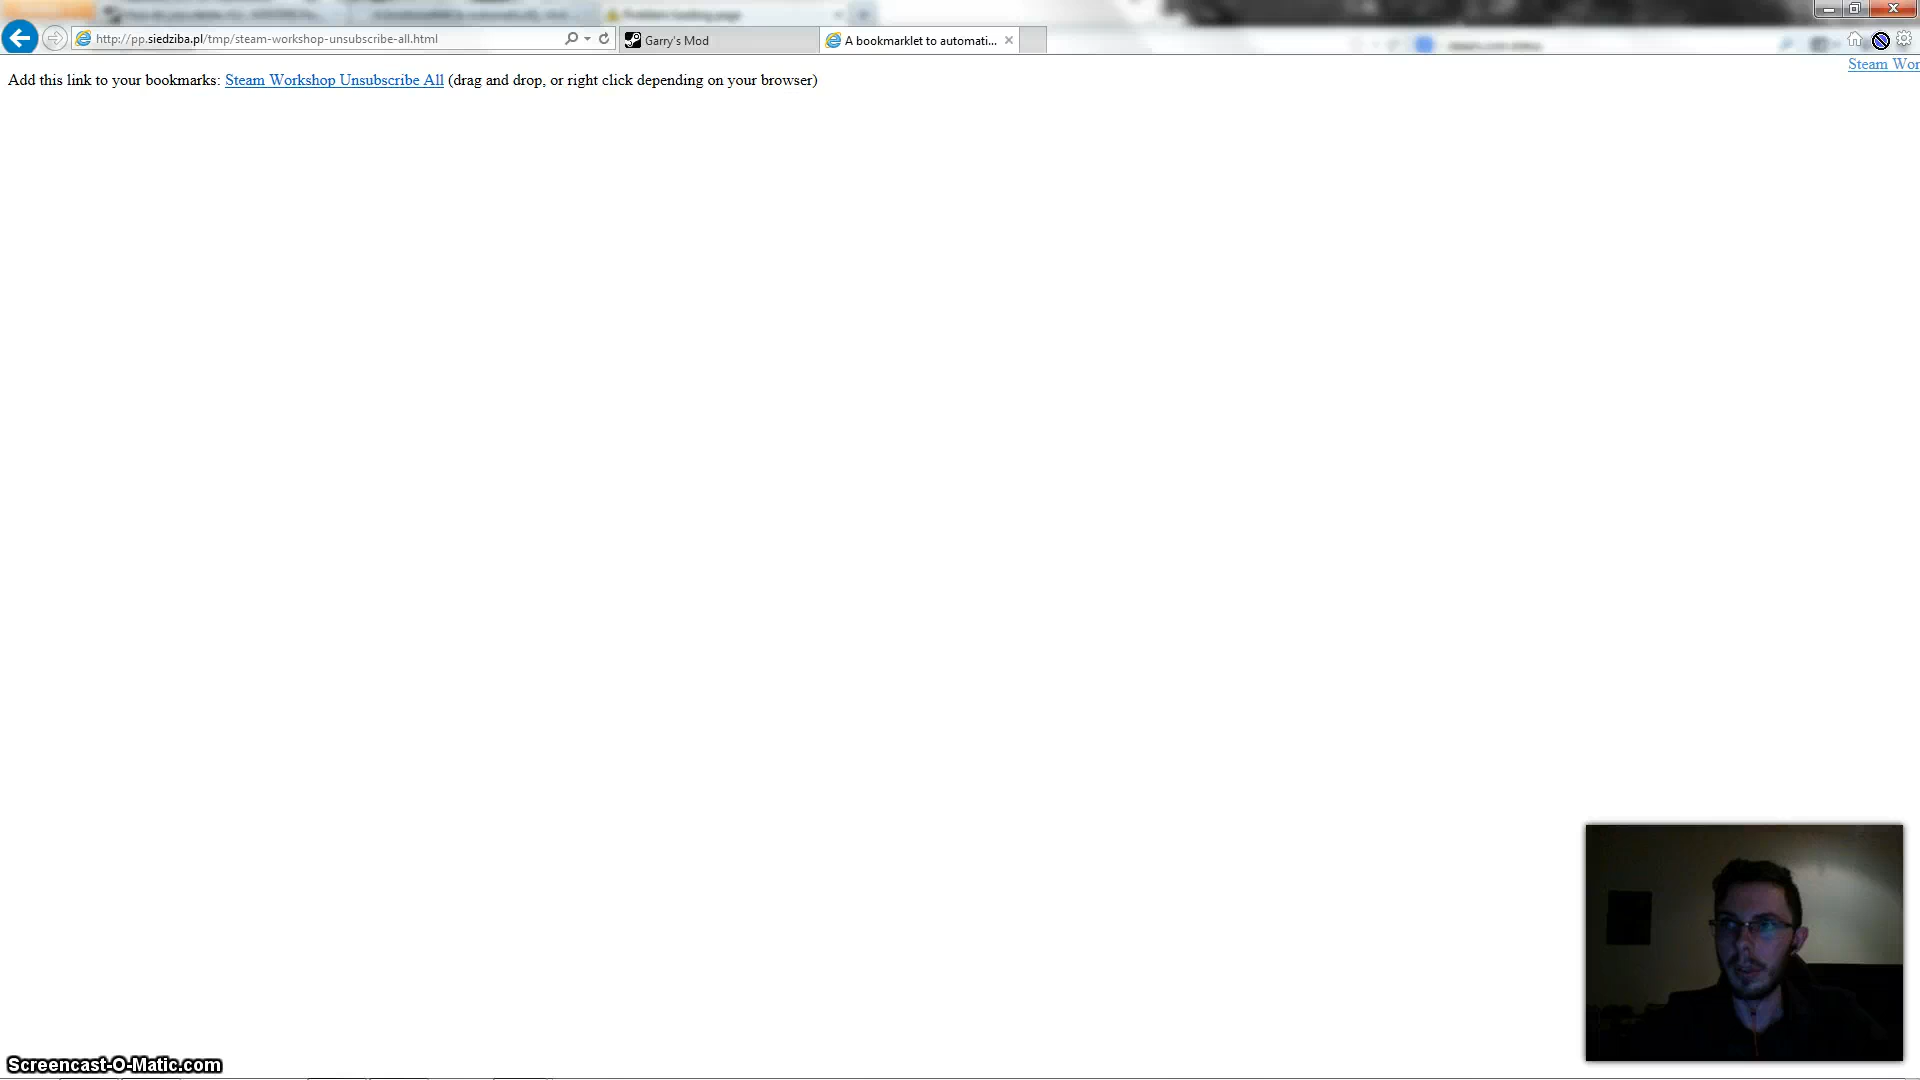 http://pp.siedziba.pl/tmp/steam-workshop-unsubscribe-all.html
Garry's Mod
A bookmarklet to automati...
Steam Wor
Add this link to your bookmarks: Steam Workshop Unsubscribe All (drag and drop, or right click depending on your browser)
Screencast-O-Matic.com